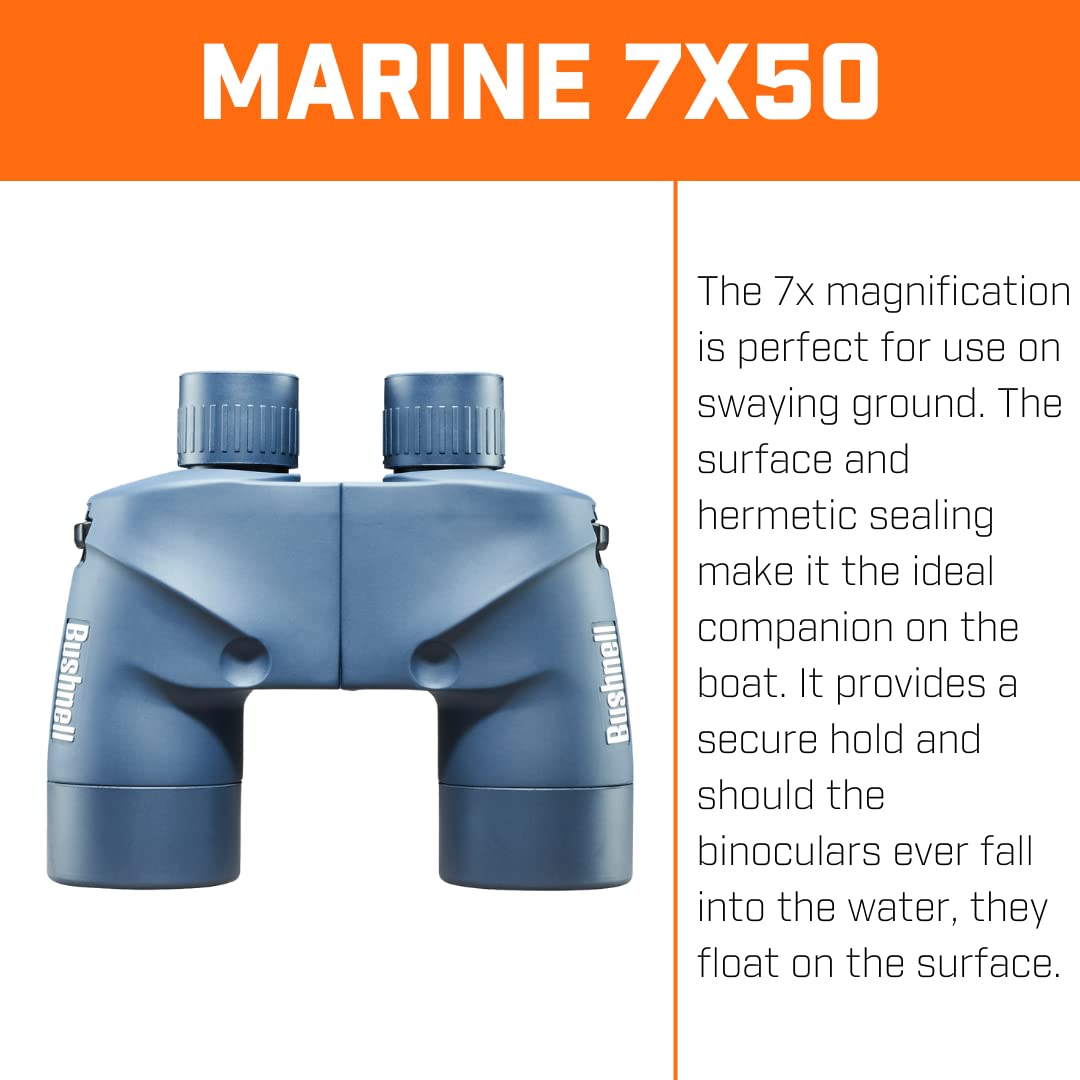 MARINE 7X50
The 7x magnification
is perfect for use on
swaying ground. The
surface and
hermetic sealing
make it the ideal
companion on the
boat. It provides a
secure hold and
should the
binoculars ever fall
into the water, they
float on the surface.
Bushnell
Bushnell